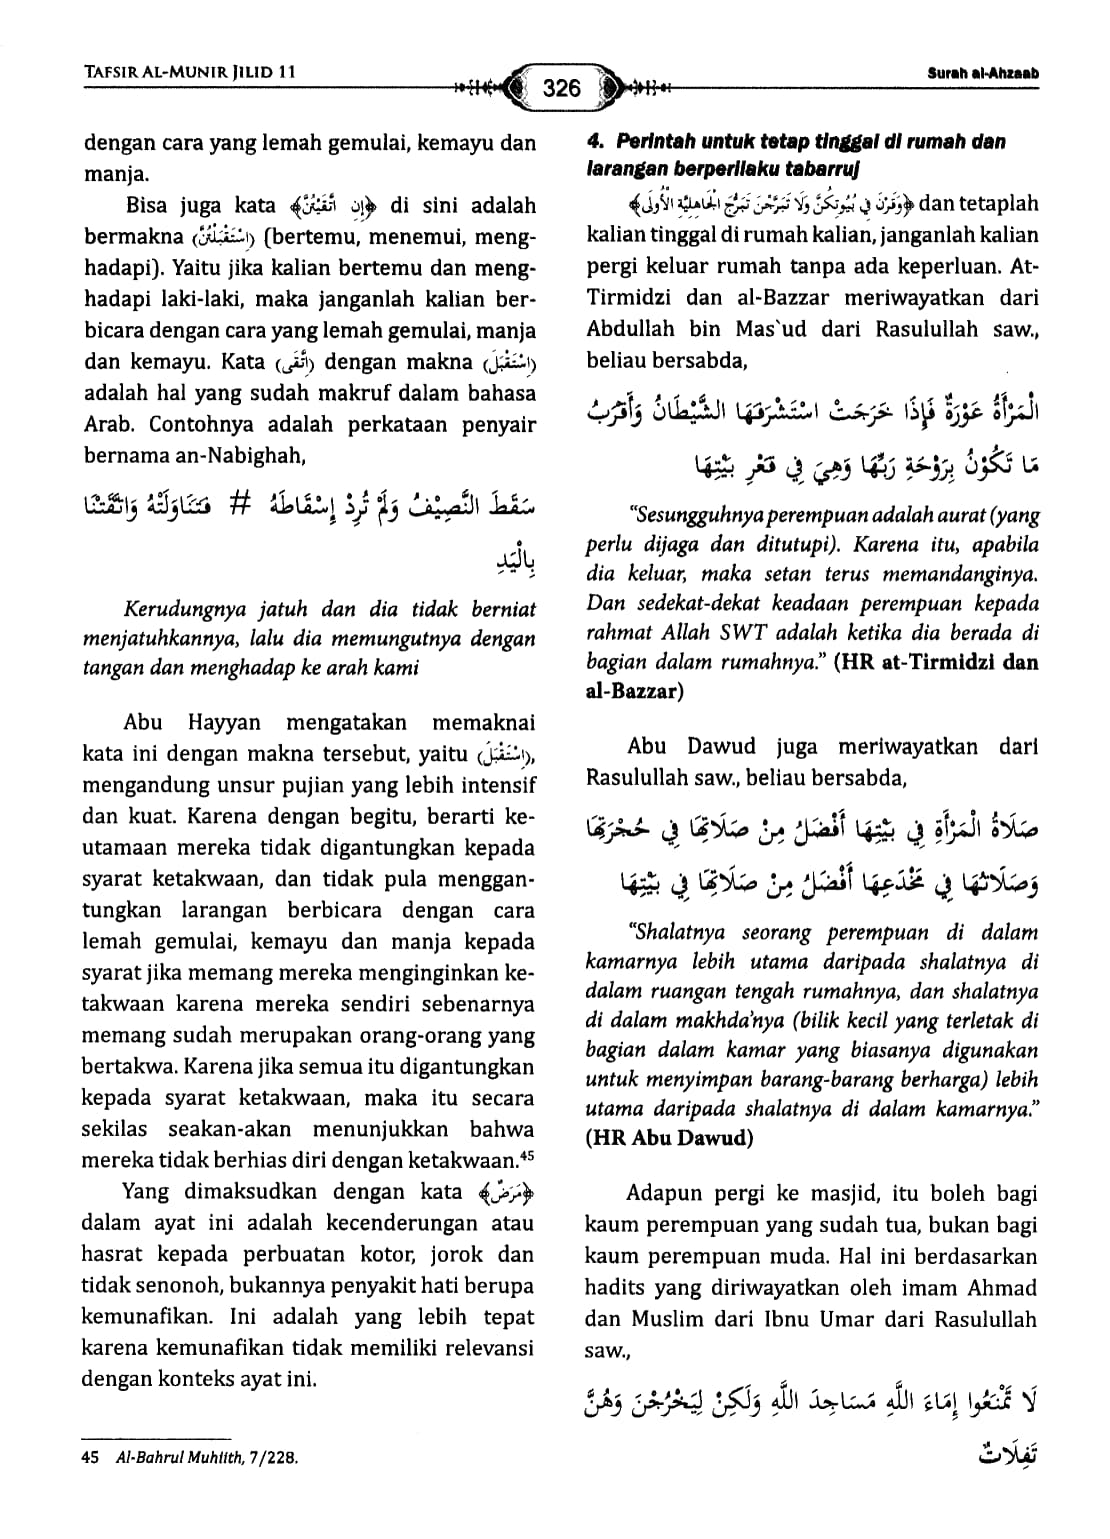 TAFSIR AL-MUNIR JILID 11
326
Surah al-Ahzaab
dengan cara yang lemah gemulai, kemayu dan
manja.
Bisa juga kata ﴿إِنِ اتَّقَيْتُنَّ﴾ di sini adalah
bermakna (اِسْتَقْبَلْتُنَّ) (bertemu, menemui, meng-
hadapi). Yaitu jika kalian bertemu dan meng-
hadapi laki-laki, maka janganlah kalian ber-
bicara dengan cara yang lemah gemulai, manja
dan kemayu. Kata (اِتَّقَى) dengan makna (اِسْتَقْبَلَ)
adalah hal yang sudah makruf dalam bahasa
Arab. Contohnya adalah perkataan penyair
bernama an-Nabighah,
سَقَطَ النَّصِيْفُ وَلَمْ تُرِدْ إِسْقَاطَهُ # فَتَنَاوَلَتْهُ وَاتَّقَتْنَا
بِالْيَدِ
Kerudungnya jatuh dan dia tidak berniat
menjatuhkannya, lalu dia memungutnya dengan
tangan dan menghadap ke arah kami
Abu Hayyan mengatakan memaknai
kata ini dengan makna tersebut, yaitu (اِسْتَقْبَلَ),
mengandung unsur pujian yang lebih intensif
dan kuat. Karena dengan begitu, berarti ke-
utamaan mereka tidak digantungkan kepada
syarat ketakwaan, dan tidak pula menggan-
tungkan larangan berbicara dengan cara
lemah gemulai, kemayu dan manja kepada
syarat jika memang mereka menginginkan ke-
takwaan karena mereka sendiri sebenarnya
memang sudah merupakan orang-orang yang
bertakwa. Karena jika semua itu digantungkan
kepada syarat ketakwaan, maka itu secara
sekilas seakan-akan menunjukkan bahwa
mereka tidak berhias diri dengan ketakwaan.⁴⁵
Yang dimaksudkan dengan kata ﴿مَرَضٌ﴾
dalam ayat ini adalah kecenderungan atau
hasrat kepada perbuatan kotor, jorok dan
tidak senonoh, bukannya penyakit hati berupa
kemunafikan. Ini adalah yang lebih tepat
karena kemunafikan tidak memiliki relevansi
dengan konteks ayat ini.
45 Al-Bahrul Muhiith, 7/228.
4. Perintah untuk tetap tinggal di rumah dan
larangan berperilaku tabarruj
﴿وَقَرْنَ فِي بُيُوتِكُنَّ وَلَا تَبَرَّجْنَ تَبَرُّجَ الْجَاهِلِيَّةِ الْأُولَى﴾ dan tetaplah
kalian tinggal di rumah kalian, janganlah kalian
pergi keluar rumah tanpa ada keperluan. At-
Tirmidzi dan al-Bazzar meriwayatkan dari
Abdullah bin Mas`ud dari Rasulullah saw.,
beliau bersabda,
الْمَرْأَةُ عَوْرَةٌ فَإِذَا خَرَجَتْ اسْتَشْرَفَهَا الشَّيْطَانُ وَأَقْرَبُ
مَا تَكُوْنُ بِرَوْحَةِ رَبِّهَا وَهِيَ فِي قَعْرِ بَيْتِهَا
“Sesungguhnya perempuan adalah aurat (yang
perlu dijaga dan ditutupi). Karena itu, apabila
dia keluar, maka setan terus memandanginya.
Dan sedekat-dekat keadaan perempuan kepada
rahmat Allah SWT adalah ketika dia berada di
bagian dalam rumahnya.” (HR at-Tirmidzi dan
al-Bazzar)
Abu Dawud juga meriwayatkan dari
Rasulullah saw., beliau bersabda,
صَلَاةُ الْمَرْأَةِ فِي بَيْتِهَا أَفْضَلُ مِنْ صَلَاتِهَا فِي حُجْرَتِهَا
وَصَلَاتُهَا فِي مَخْدَعِهَا أَفْضَلُ مِنْ صَلَاتِهَا فِي بَيْتِهَا
“Shalatnya seorang perempuan di dalam
kamarnya lebih utama daripada shalatnya di
dalam ruangan tengah rumahnya, dan shalatnya
di dalam makhda’nya (bilik kecil yang terletak di
bagian dalam kamar yang biasanya digunakan
untuk menyimpan barang-barang berharga) lebih
utama daripada shalatnya di dalam kamarnya.”
(HR Abu Dawud)
Adapun pergi ke masjid, itu boleh bagi
kaum perempuan yang sudah tua, bukan bagi
kaum perempuan muda. Hal ini berdasarkan
hadits yang diriwayatkan oleh imam Ahmad
dan Muslim dari Ibnu Umar dari Rasulullah
saw.,
لَا تَمْنَعُوا إِمَاءَ اللَّهِ مَسَاجِدَ اللَّهِ وَلَكِنْ لِيَخْرُجْنَ وَهُنَّ
تَفِلَاتٌ